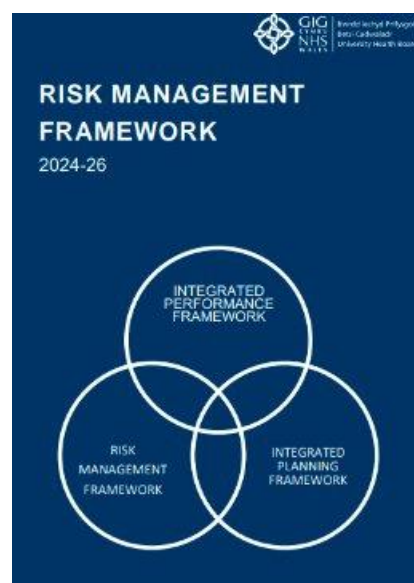 GIG
CYMRU
NHS
WALES
Bwrdd Iechyd Prifysgol
Betsi Cadwaladr
University Health Board
RISK MANAGEMENT
FRAMEWORK
2024-26
INTEGRATED
PERFORMANCE
FRAMEWORK
RISK
MANAGEMENT
FRAMEWORK
INTEGRATED
PLANNING
FRAMEWORK